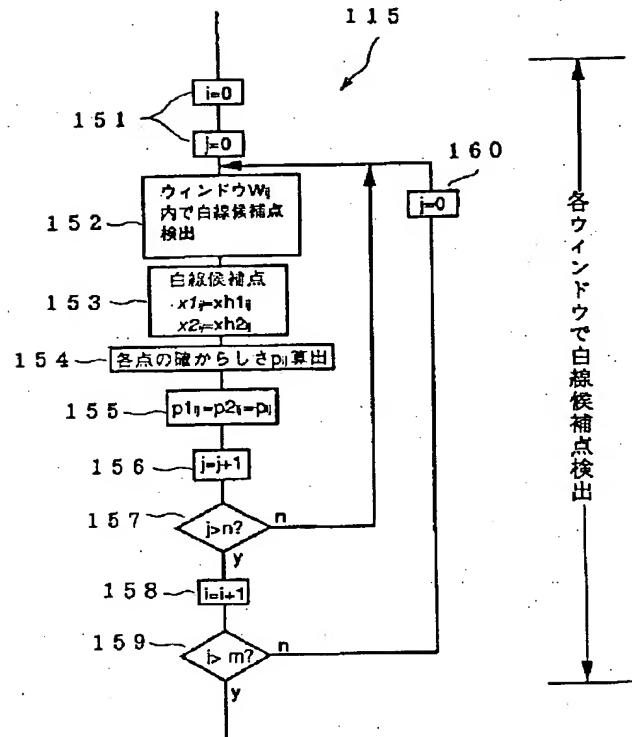 115
i=0
151
j=0
160
j=0
ウィンドウWij
内で白線候補点
検出
152
白線候補点
x1ij=xh1ij
x2ij=xh2ij
153
154
各点の確からしさpij算出
155
p1ij=p2ij=pij
156
j=j+1
157
j>n?
n
y
158
i=i+1
159
i> m?
n
y
各ウィンドウで白線候補点検出